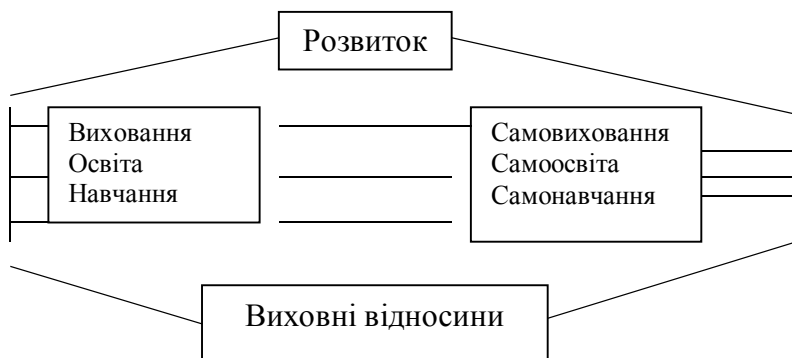 Розвиток
Виховання
Освіта
Навчання
Самовиховання
Самоосвіта
Самонавчання
Виховні відносини